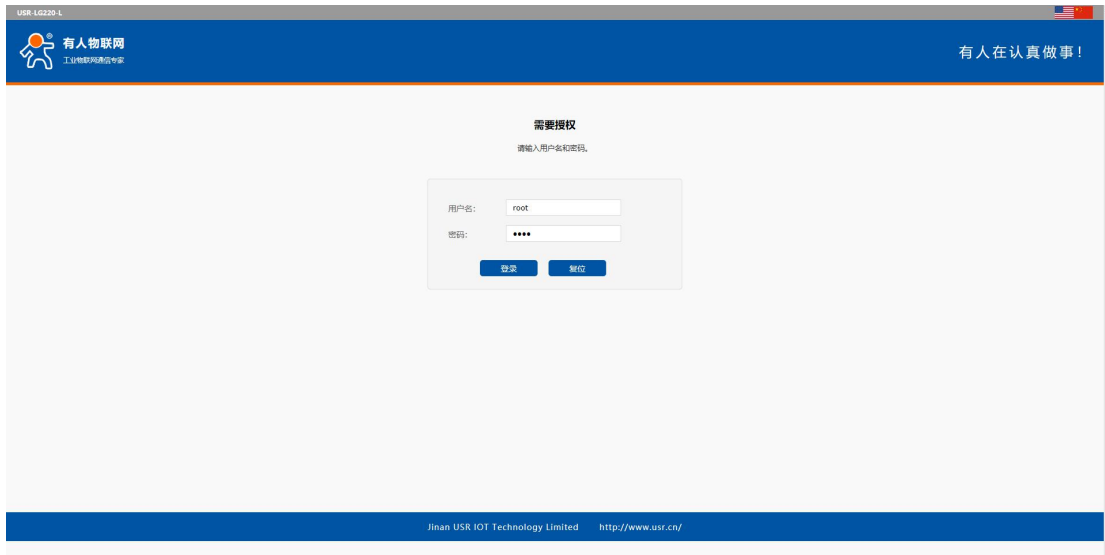 USR-LG220-L
有人物联网
工业物联网通信专家
有人在认真做事!
需要授权
请输入用户名和密码。
用户名: root
密码: ••••
登录 复位
Jinan USR IOT Technology Limited http://www.usr.cn/